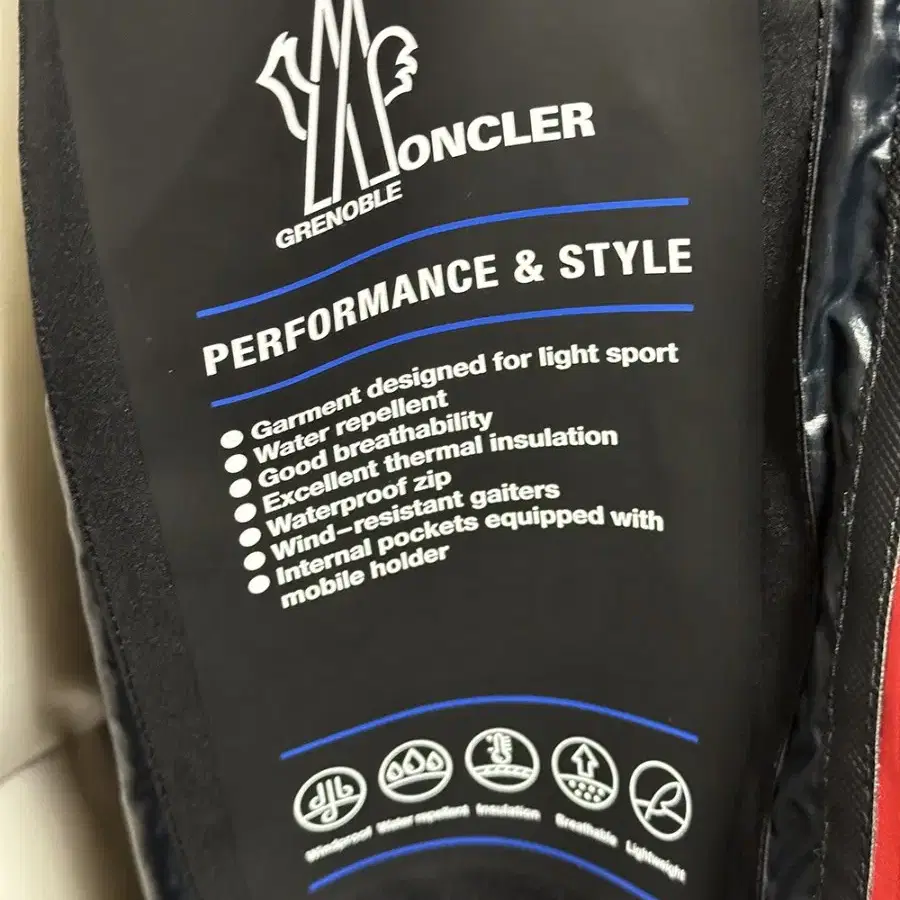 MONCLER
GRENOBLE
PERFORMANCE & STYLE
Garment designed for light sport
Water repellent
Good breathability
Excellent thermal insulation
Waterproof zip
Wind-resistant gaiters
Internal pockets equipped with
mobile holder
Windproof Water repellent Insulation Breathable Lightweight